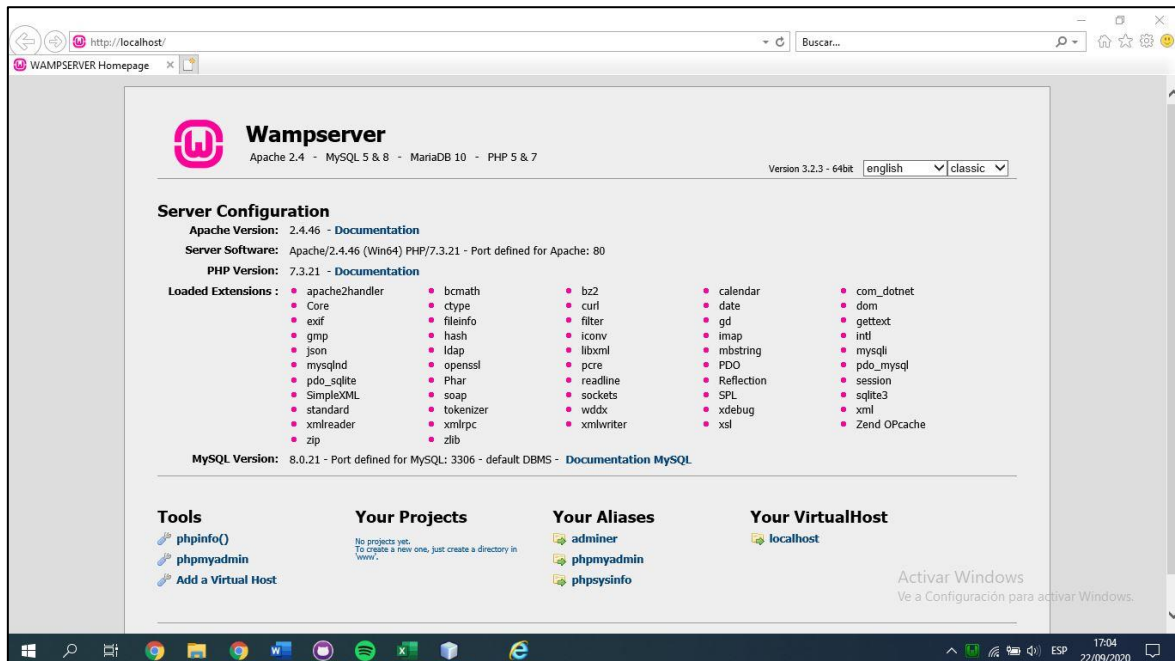 http://localhost/
Buscar...
WAMPSERVER Homepage
Wampserver
Apache 2.4 - MySQL 5 & 8 - MariaDB 10 - PHP 5 & 7
Version 3.2.3 - 64bit english classic
Server Configuration
Apache Version: 2.4.46 - Documentation
Server Software: Apache/2.4.46 (Win64) PHP/7.3.21 - Port defined for Apache: 80
PHP Version: 7.3.21 - Documentation
Loaded Extensions : apache2handler bcmath bz2 calendar com_dotnet
Core ctype curl date dom
exif fileinfo filter gd gettext
gmp hash iconv imap intl
json ldap libxml mbstring mysqli
mysqlnd openssl pcre PDO pdo_mysql
pdo_sqlite Phar readline Reflection session
SimpleXML soap sockets SPL sqlite3
standard tokenizer wddx xdebug xml
xmlreader xmlrpc xmlwriter xsl Zend OPcache
zip zlib
MySQL Version: 8.0.21 - Port defined for MySQL: 3306 - default DBMS - Documentation MySQL
Tools
phpinfo()
phpmyadmin
Add a Virtual Host
Your Projects
No projects yet.
To create a new one, just create a directory in
'www'.
Your Aliases
adminer
phpmyadmin
phpsysinfo
Your VirtualHost
localhost
Activar Windows
Ve a Configuración para activar Windows.
ESP
17:04
22/09/2020